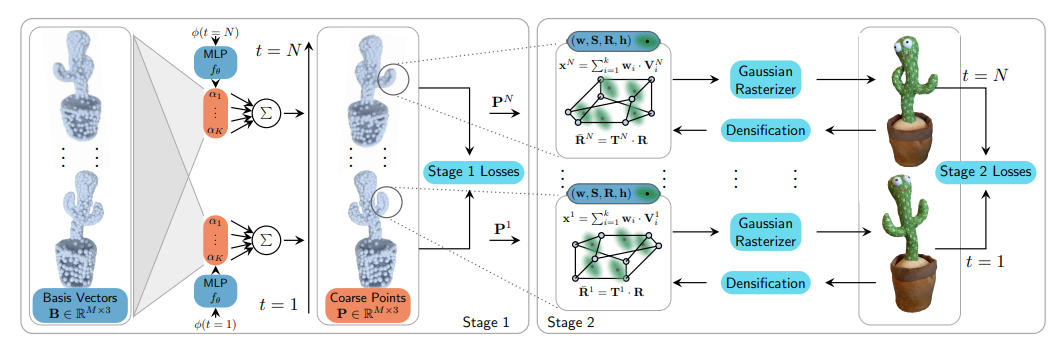 ϕ(t = N)
MLP
f_θ
α_1
⋮
α_K
Σ
t = N
⋮ ⋮
α_1
⋮
α_K
Σ
MLP
f_θ
ϕ(t = 1)
t = 1
Basis Vectors
B ∈ ℝ^{M×3}
Coarse Points
P ∈ ℝ^{M×3}
Stage 1 Losses
Stage 1
P^N
P^1
(w, S, R, h)
x^N = ∑_{i=1}^k w_i · V_i^N
R̄^N = T^N · R
Gaussian
Rasterizer
Densification
t = N
(w, S, R, h)
x^1 = ∑_{i=1}^k w_i · V_i^1
R̄^1 = T^1 · R
Gaussian
Rasterizer
Densification
Stage 2 Losses
t = 1
Stage 2